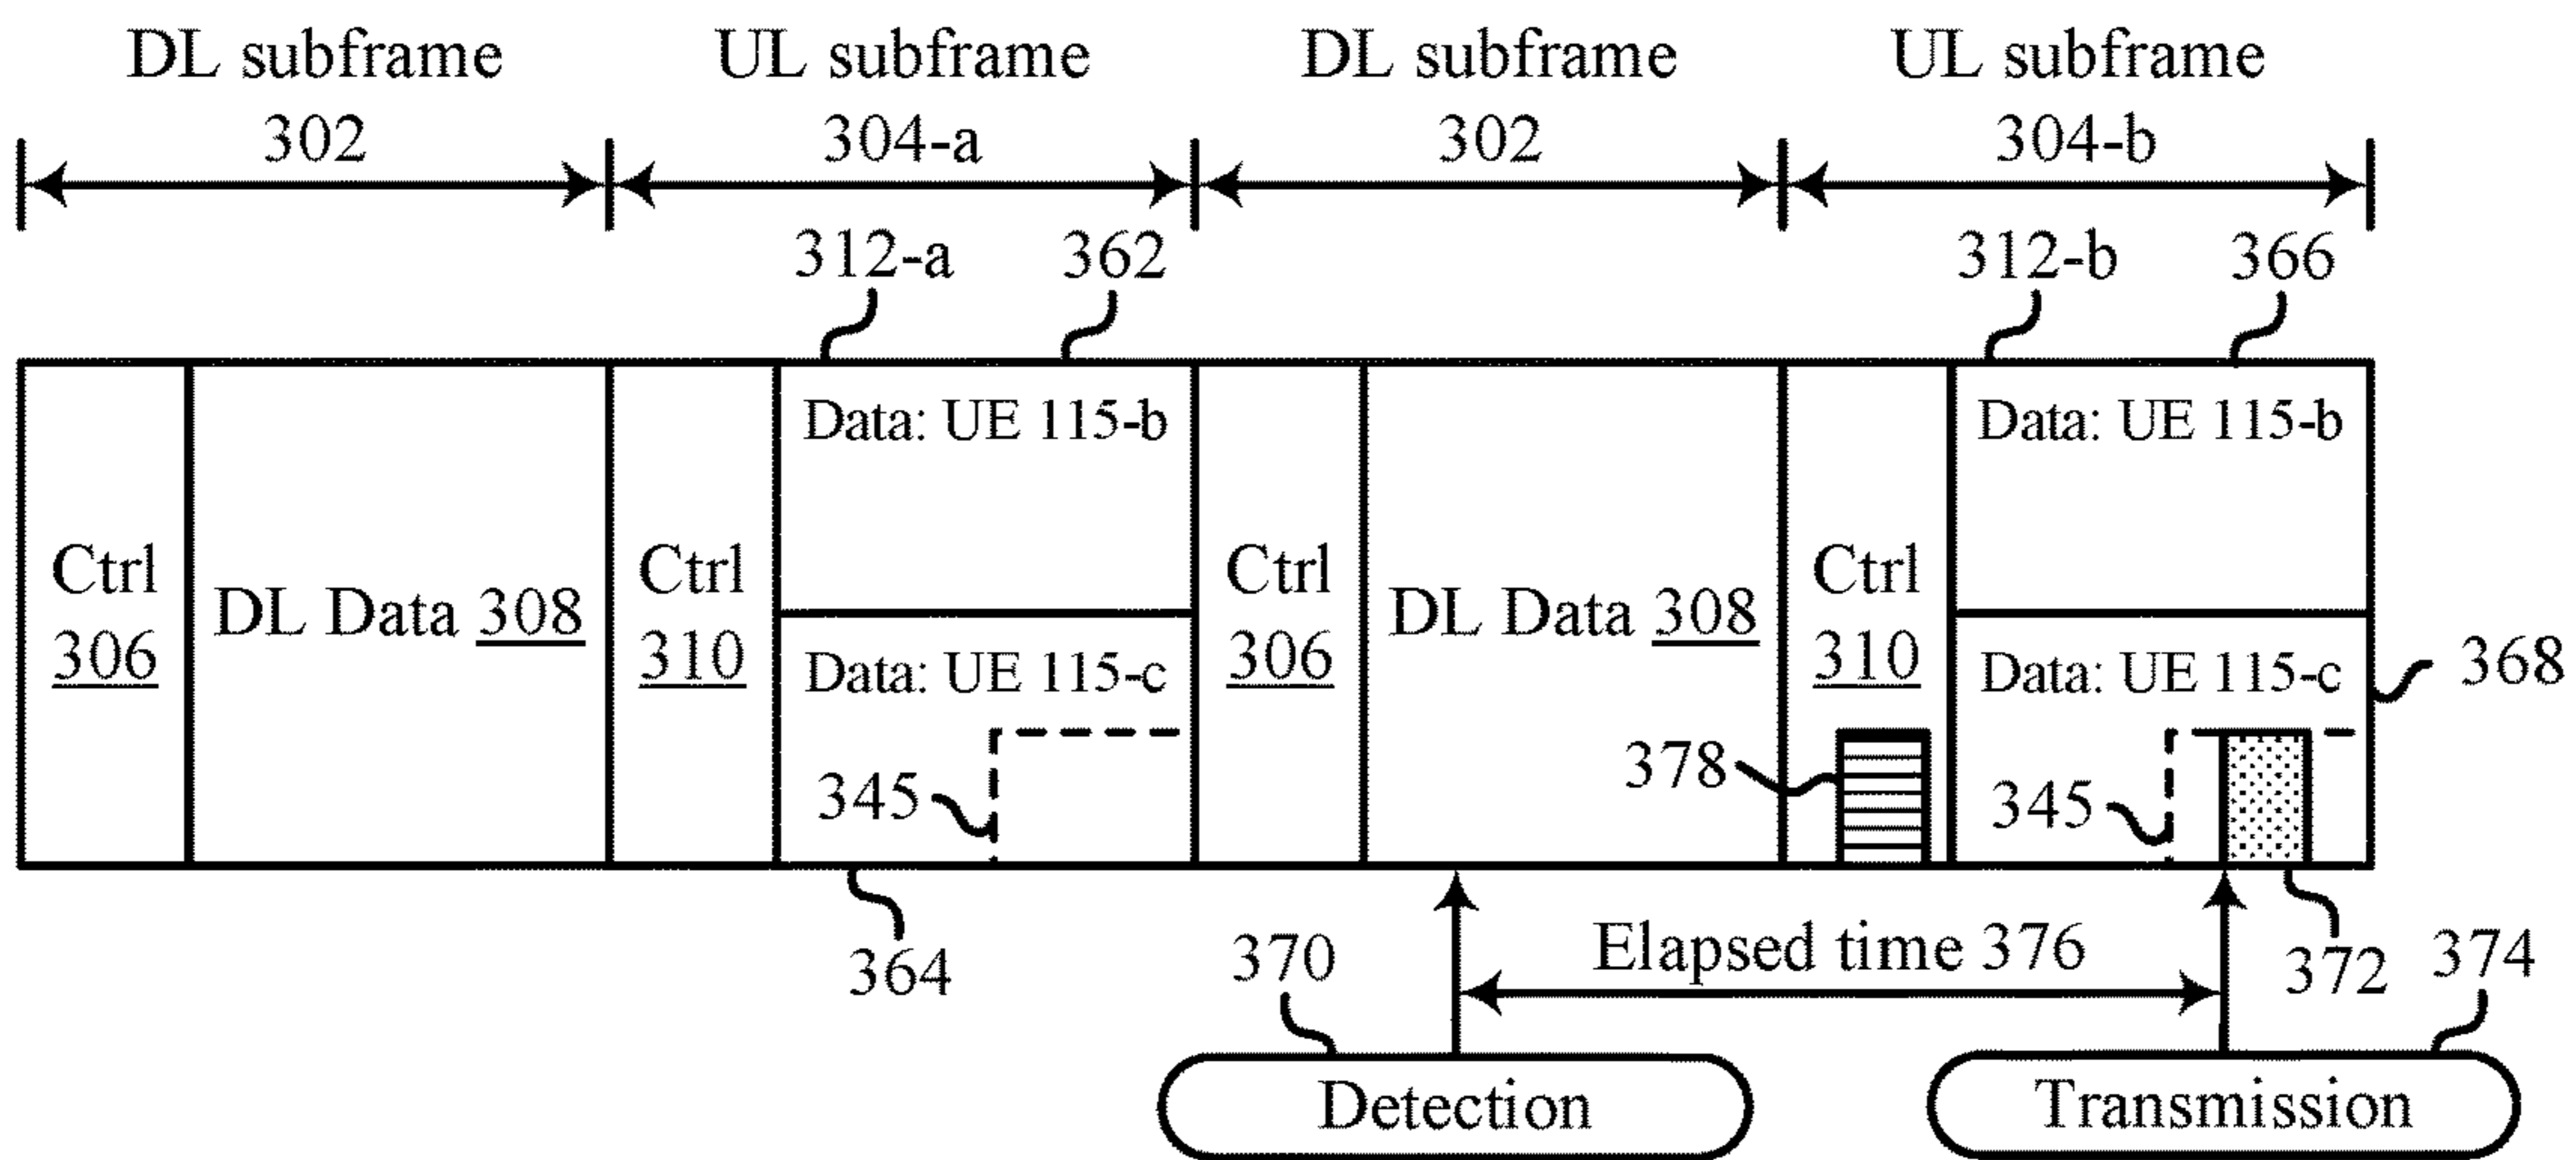 DL subframe
302
UL subframe
304-a
DL subframe
302
UL subframe
304-b
312-a
362
312-b
366
Ctrl
306
DL Data 308
Ctrl
310
Data: UE 115-b
Data: UE 115-c
345
Ctrl
306
DL Data 308
Ctrl
310
378
Data: UE 115-b
Data: UE 115-c
345
368
364
370
Elapsed time 376
372
374
Detection
Transmission